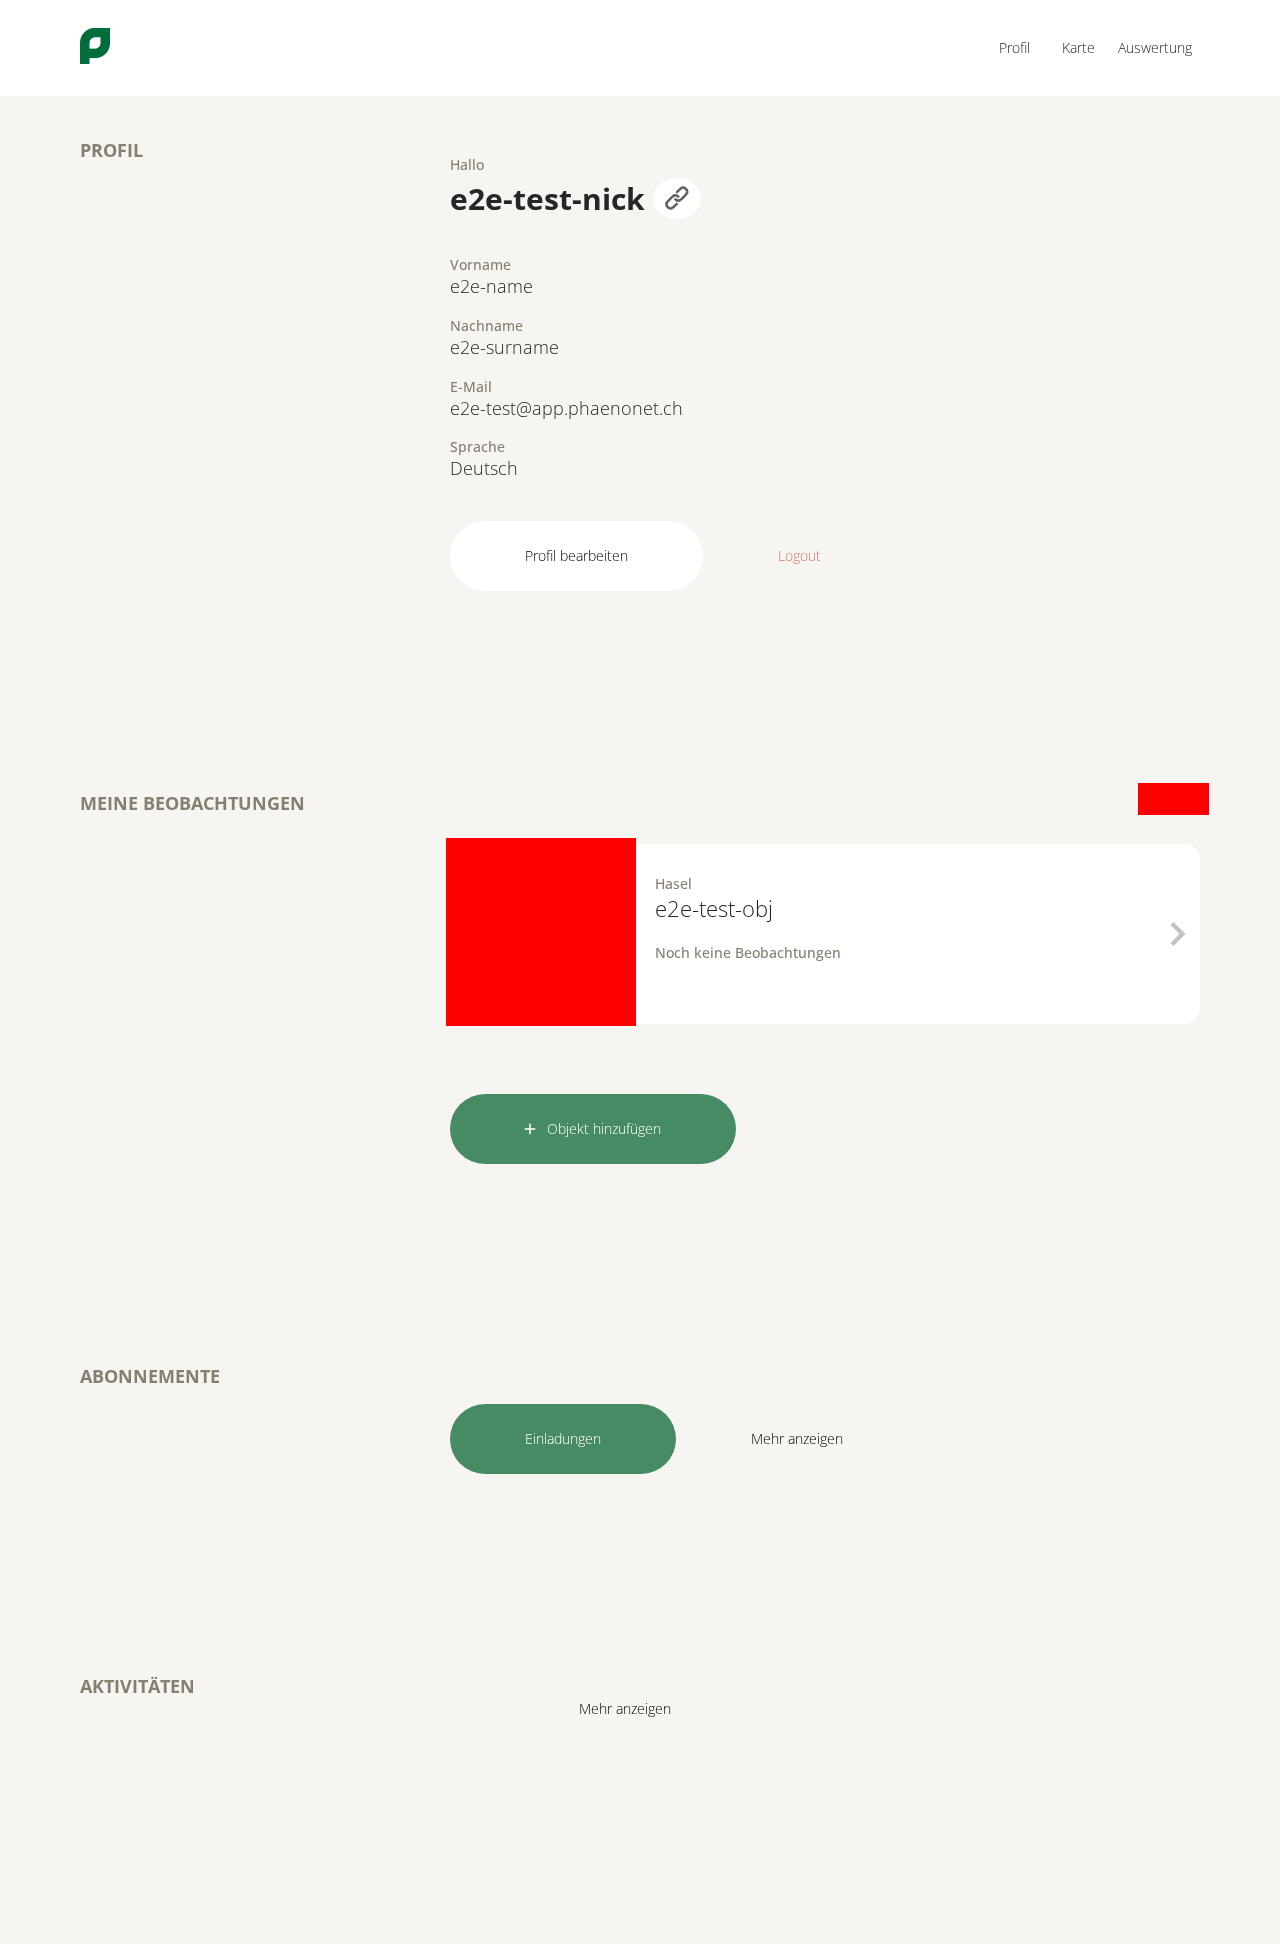 Profil Karte Auswertung
PROFIL
Hallo
e2e-test-nick
Vorname
e2e-name
Nachname
e2e-surname
E-Mail
e2e-test@app.phaenonet.ch
Sprache
Deutsch
Profil bearbeiten Logout
MEINE BEOBACHTUNGEN
Hasel
e2e-test-obj
Noch keine Beobachtungen
+ Objekt hinzufügen
ABONNEMENTE
Einladungen Mehr anzeigen
AKTIVITÄTEN
Mehr anzeigen